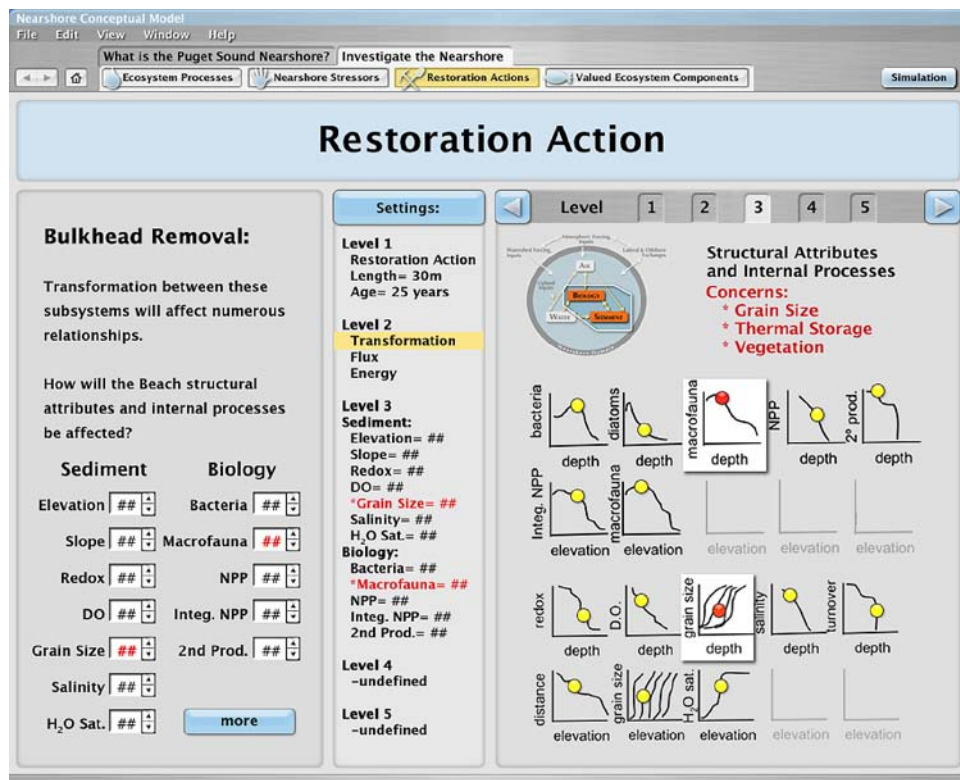 Nearshore Conceptual Model
File Edit View Window Help
What is the Puget Sound Nearshore? Investigate the Nearshore
Ecosystem Processes Nearshore Stressors Restoration Actions Valued Ecosystem Components Simulation
Restoration Action
Bulkhead Removal:
Transformation between these
subsystems will affect numerous
relationships.
How will the Beach structural
attributes and internal processes
be affected?
Sediment Biology
Elevation ## Bacteria ##
Slope ## Macrofauna ##
Redox ## NPP ##
DO ## Integ. NPP ##
Grain Size ## 2nd Prod. ##
Salinity ##
H₂O Sat. ## more
Settings:
Level 1
Restoration Action
Length= 30m
Age= 25 years
Level 2
Transformation
Flux
Energy
Level 3
Sediment:
Elevation= ##
Slope= ##
Redox= ##
DO= ##
*Grain Size= ##
Salinity= ##
H₂O Sat.= ##
Biology:
Bacteria= ##
*Macrofauna= ##
NPP= ##
Integ. NPP= ##
2nd Prod.= ##
Level 4
-undefined
Level 5
-undefined
Level 1 2 3 4 5
Air
Biology
Water Sediment
Structural Attributes
and Internal Processes
Concerns:
* Grain Size
* Thermal Storage
* Vegetation
bacteria diatoms macrofauna NPP 2º prod.
depth depth depth depth depth
Integ. NPP macrofauna
elevation elevation elevation elevation elevation
redox D.O. grain size salinity turnover
depth depth depth depth depth
distance grain size H₂O sat.
elevation elevation elevation elevation elevation